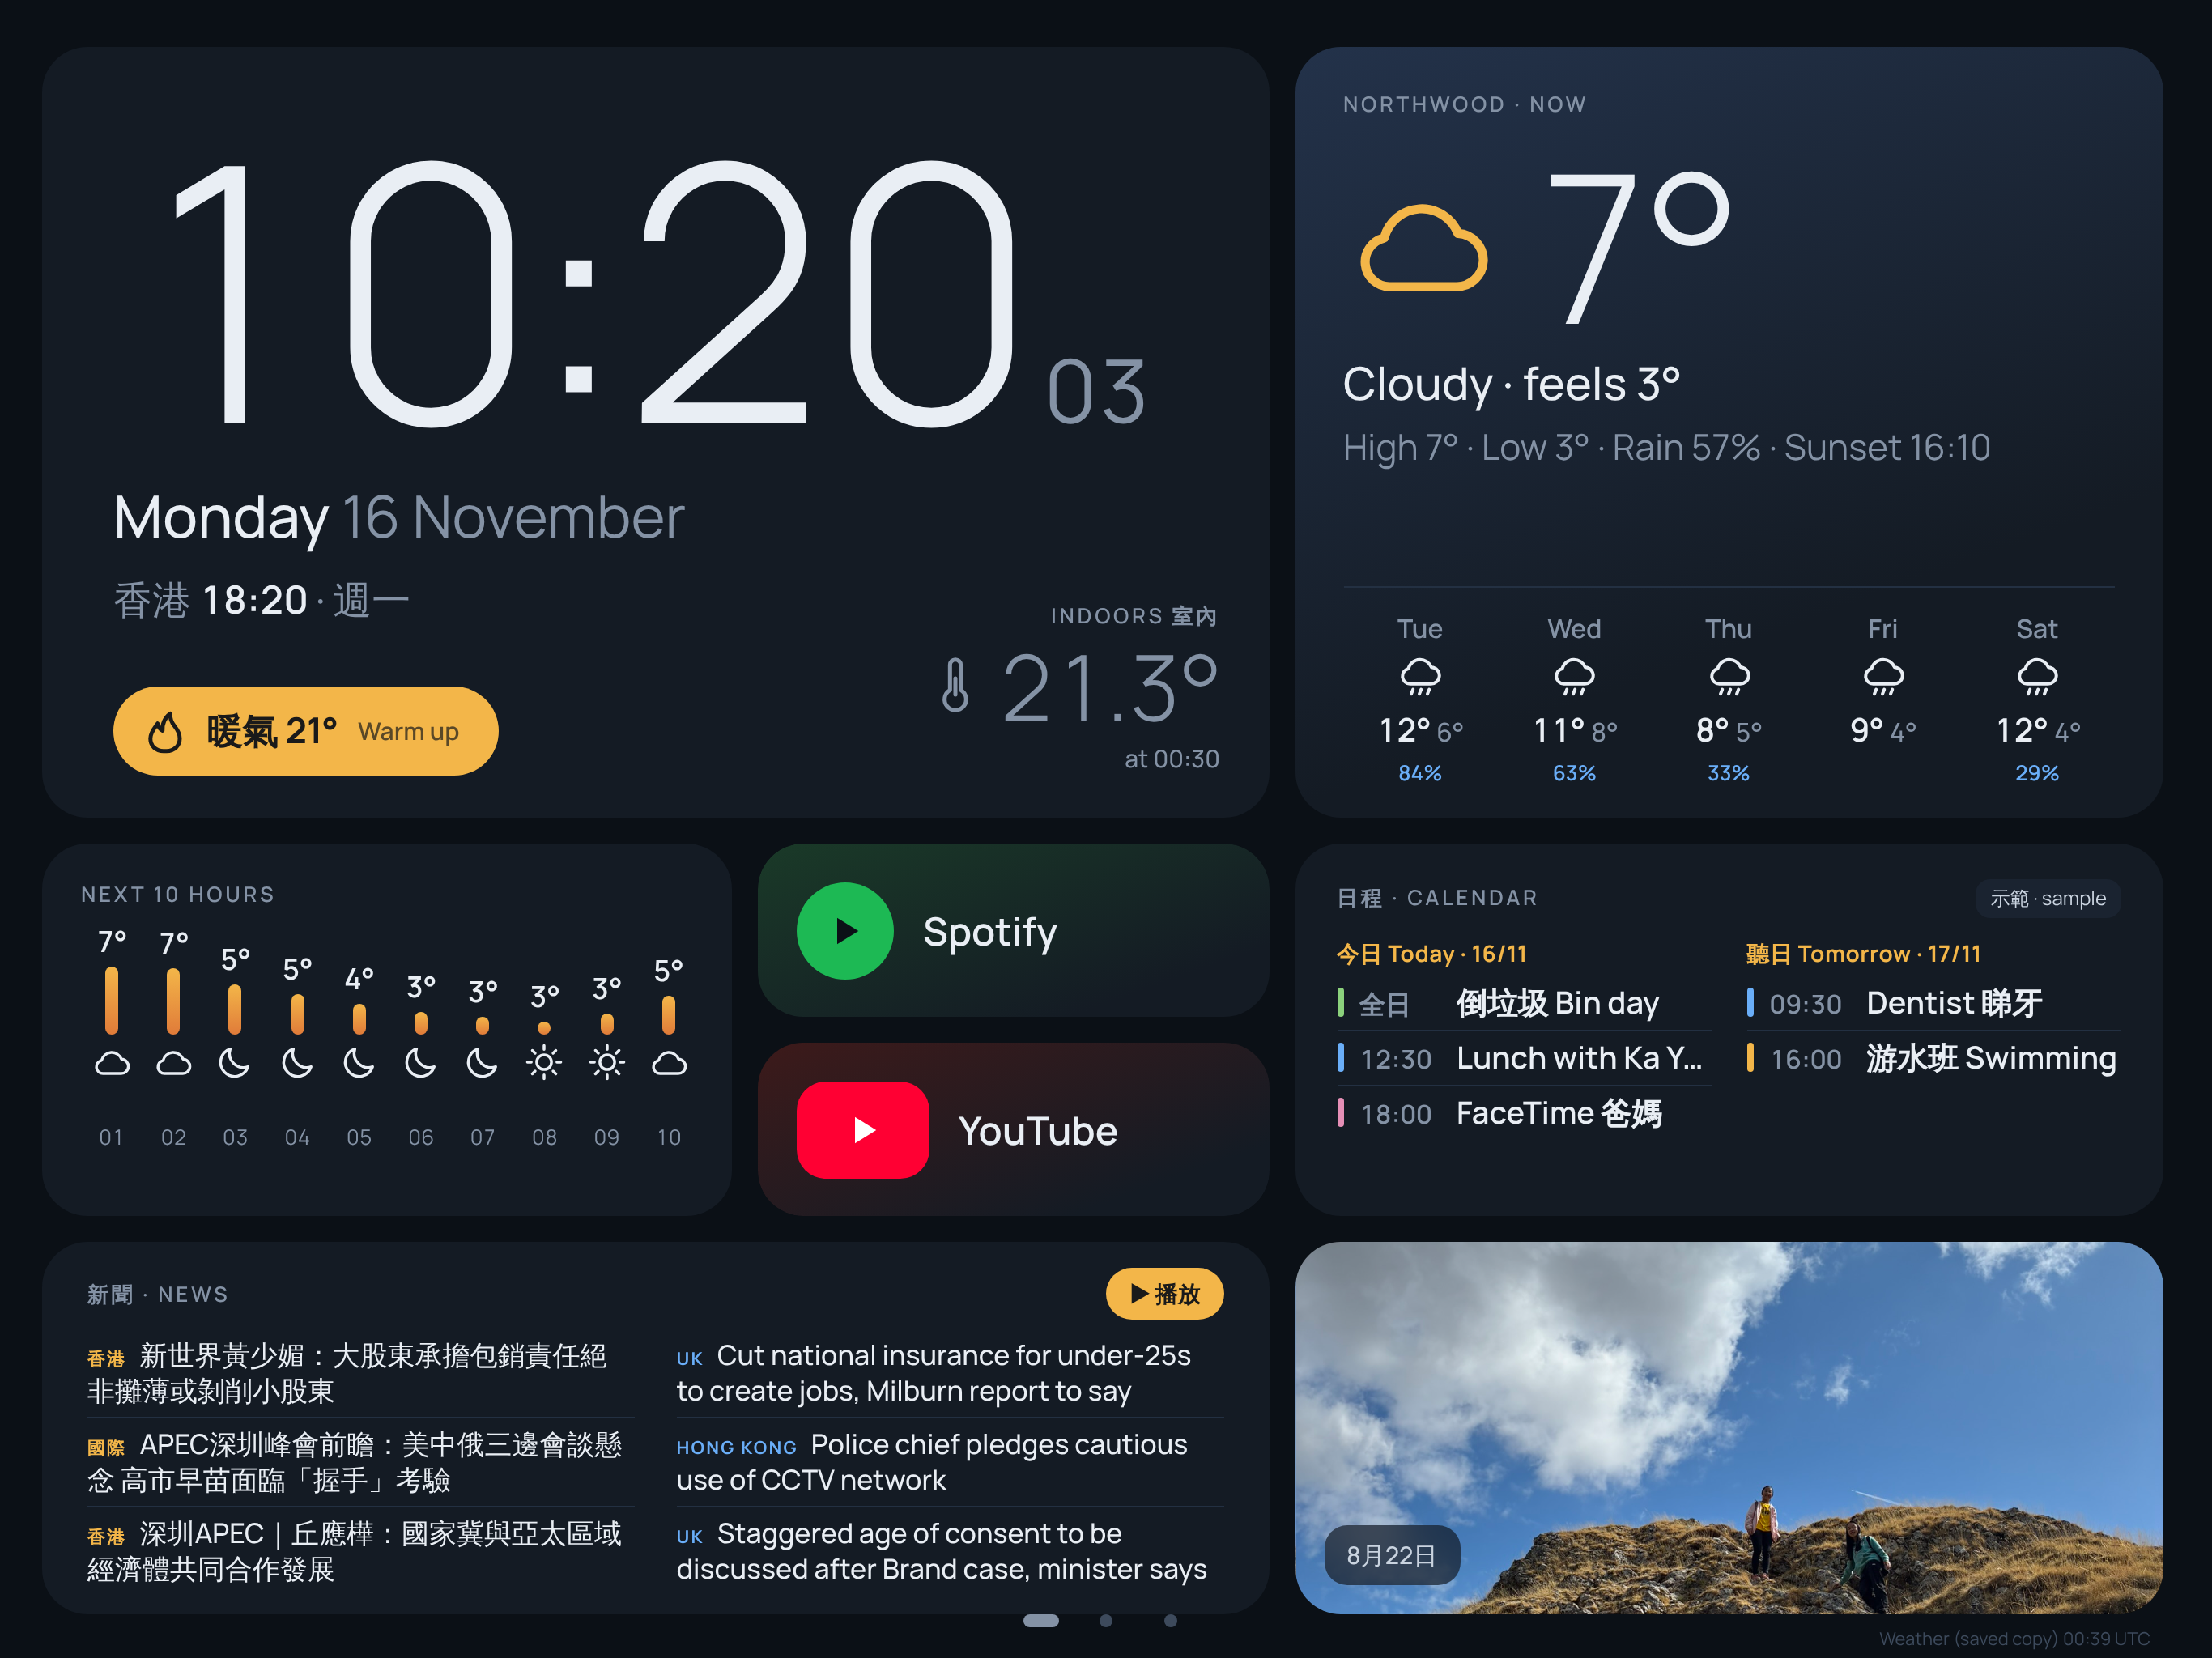 10:20 03
Monday 16 November
香港 18:20 · 週一
暖氣 21° Warm up
INDOORS 室內
21.3°
at 00:30
NORTHWOOD · NOW
7°
Cloudy · feels 3°
High 7° · Low 3° · Rain 57% · Sunset 16:10
Tue Wed Thu Fri Sat
12° 6° 11° 8° 8° 5° 9° 4° 12° 4°
84% 63% 33% 29%
NEXT 10 HOURS
7° 7° 5° 5° 4° 3° 3° 3° 3° 5°
01 02 03 04 05 06 07 08 09 10
Spotify
YouTube
日程 · CALENDAR
示範 · sample
今日 Today · 16/11
全日 倒垃圾 Bin day
12:30 Lunch with Ka Y...
18:00 FaceTime 爸媽
聽日 Tomorrow · 17/11
09:30 Dentist 睇牙
16:00 游水班 Swimming
新聞 · NEWS
播放
香港 新世界黃少媚：大股東承擔包銷責任絕
非攤薄或剝削小股東
國際 APEC深圳峰會前瞻：美中俄三邊會談懸
念 高市早苗面臨「握手」考驗
香港 深圳APEC｜丘應樺：國家冀與亞太區域
經濟體共同合作發展
UK Cut national insurance for under-25s
to create jobs, Milburn report to say
HONG KONG Police chief pledges cautious
use of CCTV network
UK Staggered age of consent to be
discussed after Brand case, minister says
8月22日
Weather (saved copy) 00:39 UTC